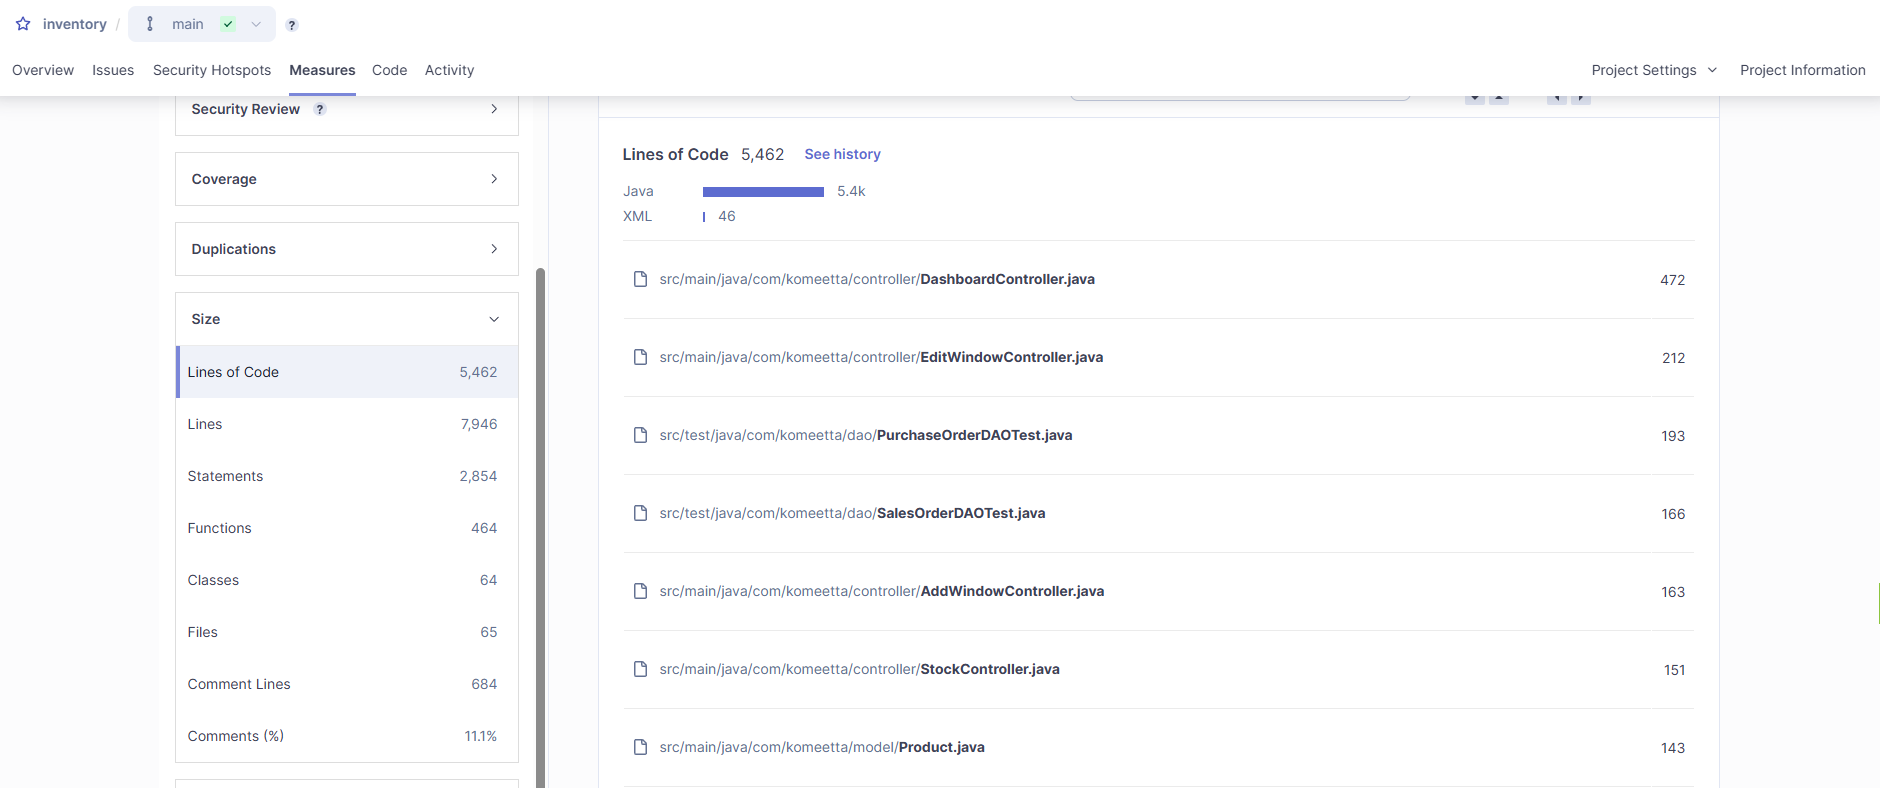 inventory / main ?
Overview Issues Security Hotspots Measures Code Activity Project Settings Project Information
Security Review ?
Coverage
Duplications
Size
Lines of Code 5,462
Lines 7,946
Statements 2,854
Functions 464
Classes 64
Files 65
Comment Lines 684
Comments (%) 11.1%
Lines of Code 5,462 See history
Java 5.4k
XML 46
src/main/java/com/komeetta/controller/DashboardController.java 472
src/main/java/com/komeetta/controller/EditWindowController.java 212
src/test/java/com/komeetta/dao/PurchaseOrderDAOTest.java 193
src/test/java/com/komeetta/dao/SalesOrderDAOTest.java 166
src/main/java/com/komeetta/controller/AddWindowController.java 163
src/main/java/com/komeetta/controller/StockController.java 151
src/main/java/com/komeetta/model/Product.java 143